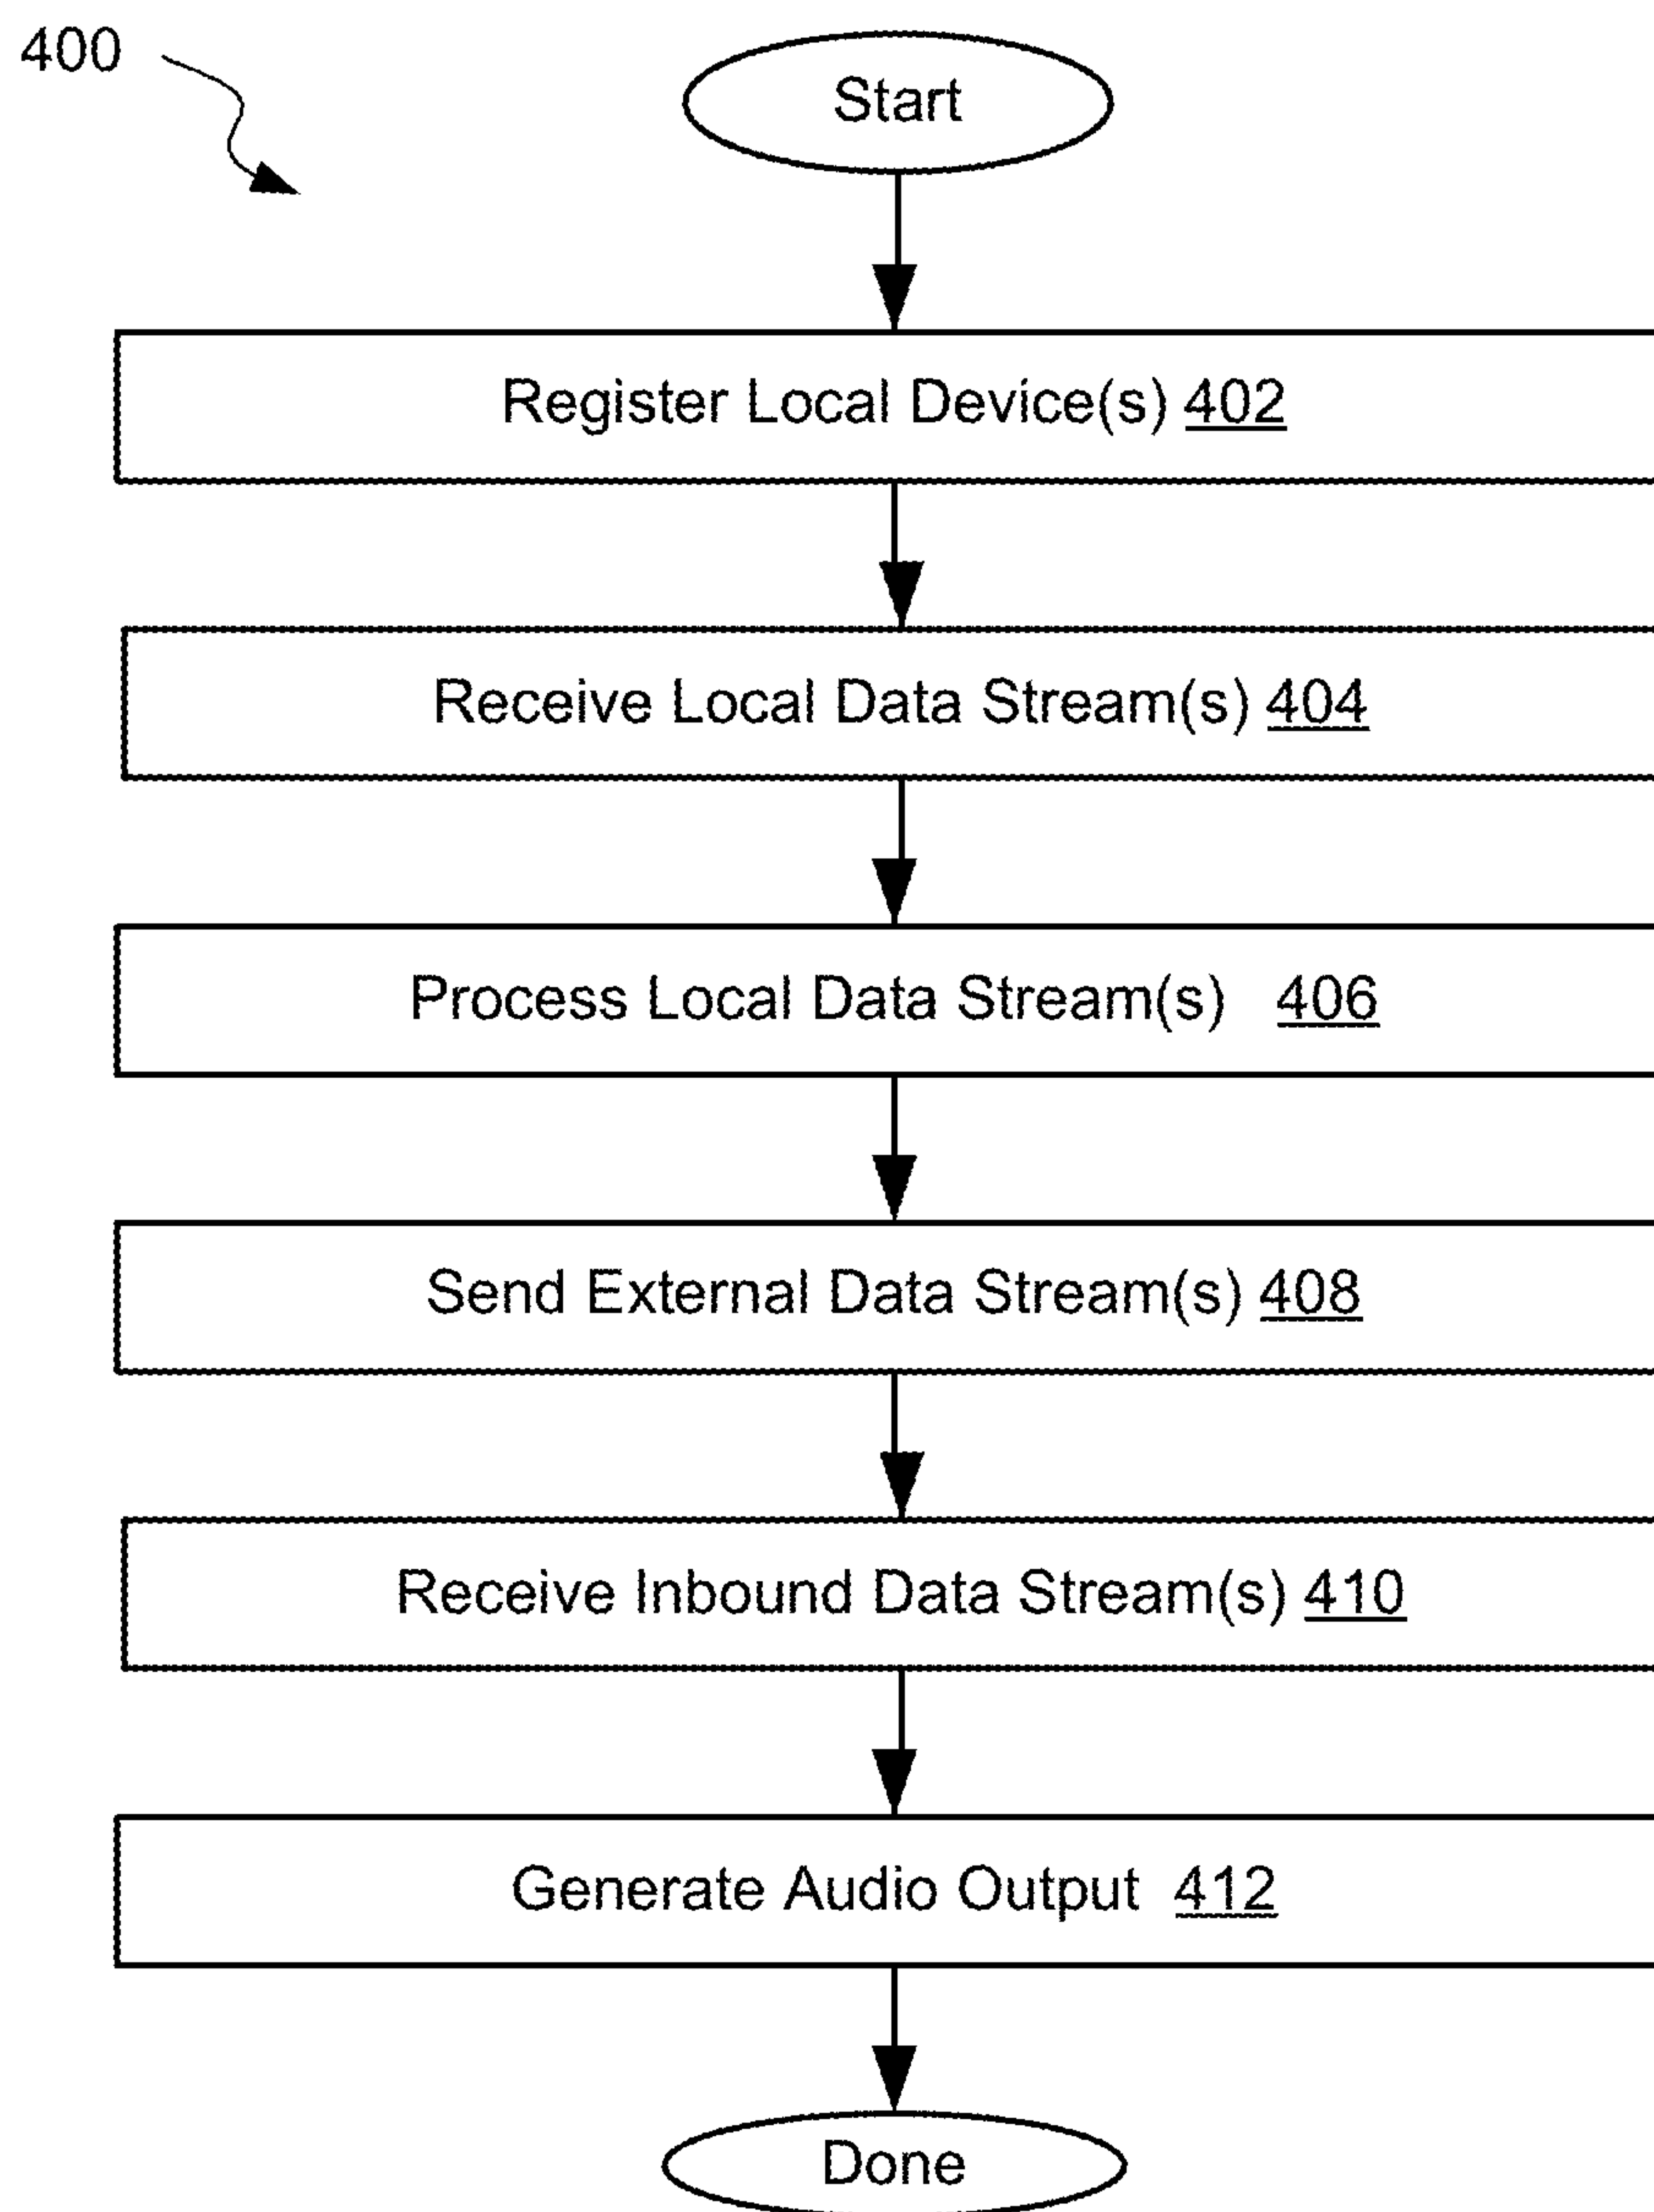 400
Start
Register Local Device(s) 402
Receive Local Data Stream(s) 404
Process Local Data Stream(s) 406
Send External Data Stream(s) 408
Receive Inbound Data Stream(s) 410
Generate Audio Output 412
Done